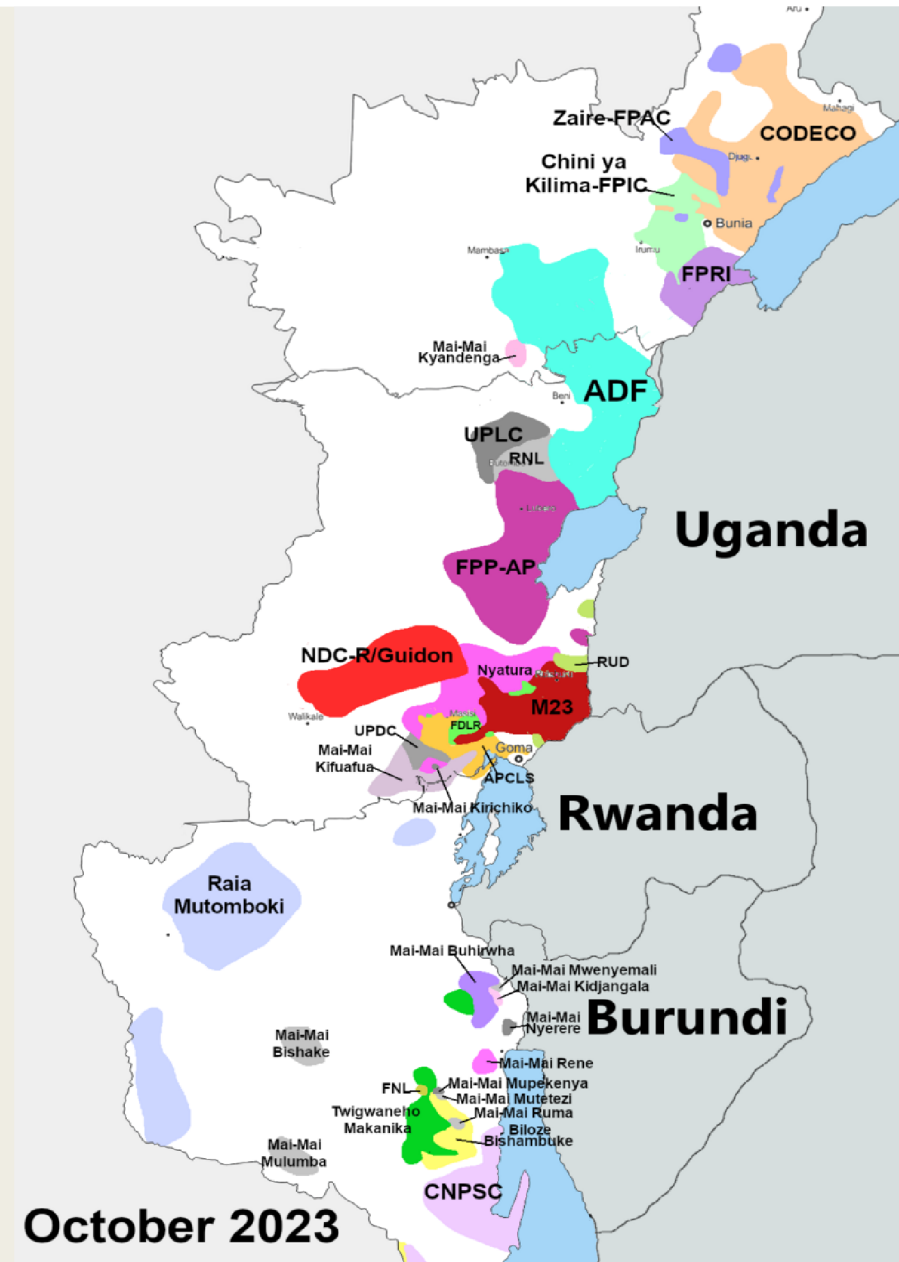 Aru
Mahagi
Zaire-FPAC
CODECO
Djugu
Chini ya
Kilima-FPIC
Bunia
Irumu
Mambasa
FPRI
Mai-Mai
Kyandenga
ADF
Beni
UPLC
RNL
Uganda
FPP-AP
NDC-R/Guidon
Nyatura
RUD
M23
Walikale
UPDC
FDLR
Mai-Mai
Kifuafua
Goma
APCLS
Mai-Mai Kirichiko
Rwanda
Raia
Mutomboki
Mai-Mai Buhirwha
Mai-Mai Mwenyemali
Mai-Mai Kidjangala
Mai-Mai
Nyerere
Burundi
Mai-Mai
Bishake
Mai-Mai Rene
FNL
Mai-Mai Mupekenya
Mai-Mai Mutetezi
Twigwaneho
Makanika
Mai-Mai Ruma
Biloze
Bishambuke
Mai-Mai
Mulumba
CNPSC
October 2023